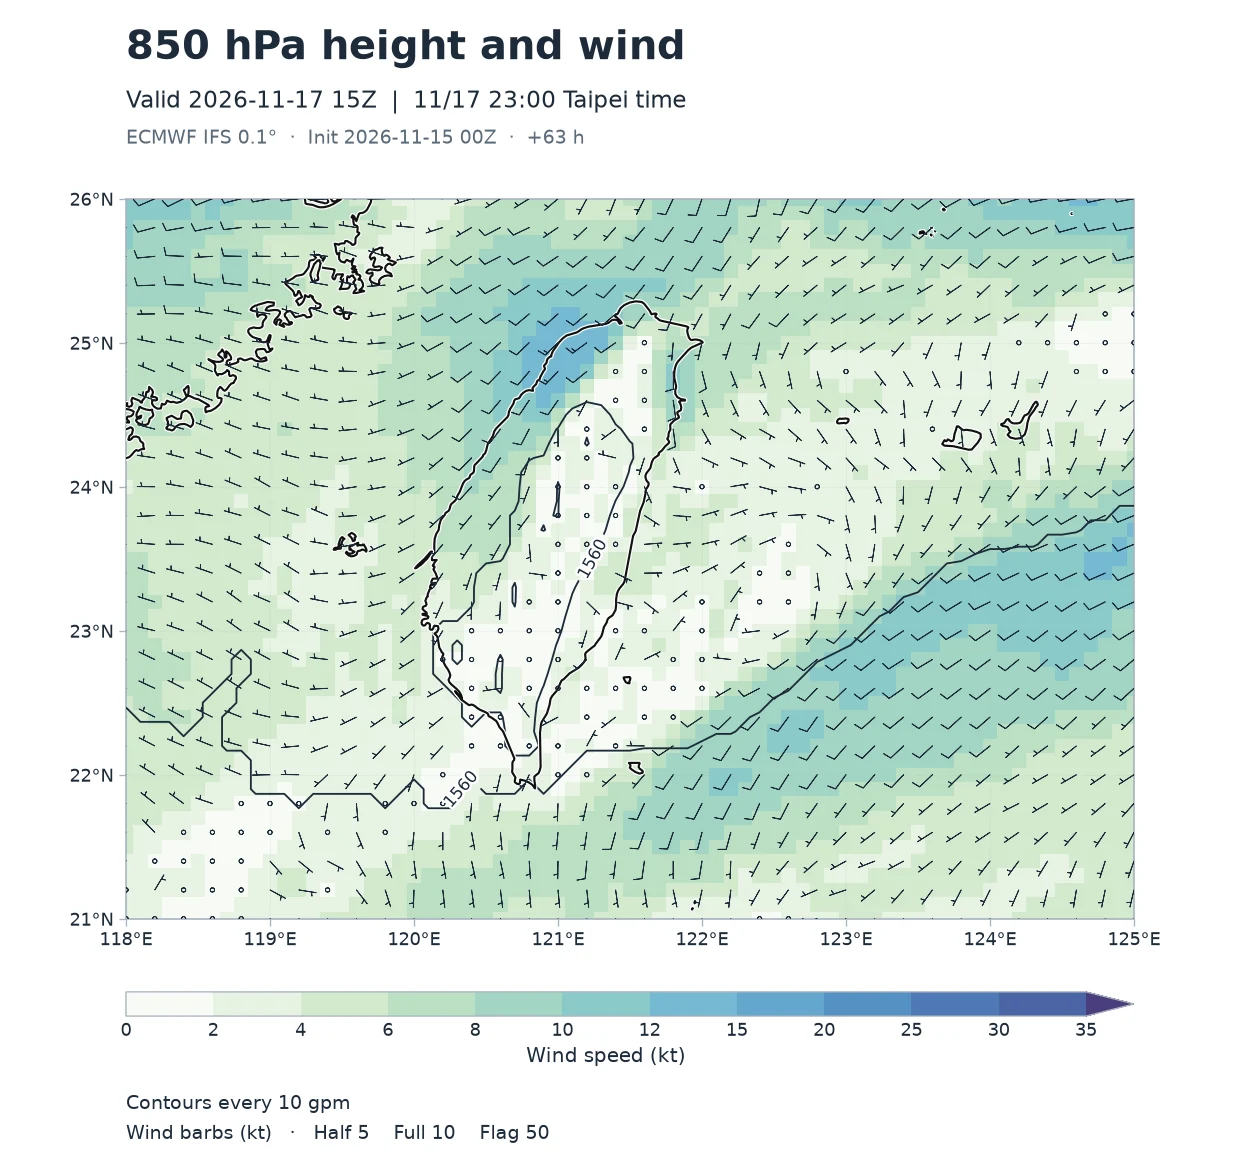 850 hPa height and wind
Valid 2026-11-17 15Z | 11/17 23:00 Taipei time
ECMWF IFS 0.1° · Init 2026-11-15 00Z · +63 h
26°N
25°N
24°N
23°N
22°N
21°N
1560
1560
118°E 119°E 120°E 121°E 122°E 123°E 124°E 125°E
0 2 4 6 8 10 12 15 20 25 30 35
Wind speed (kt)
Contours every 10 gpm
Wind barbs (kt) · Half 5 Full 10 Flag 50